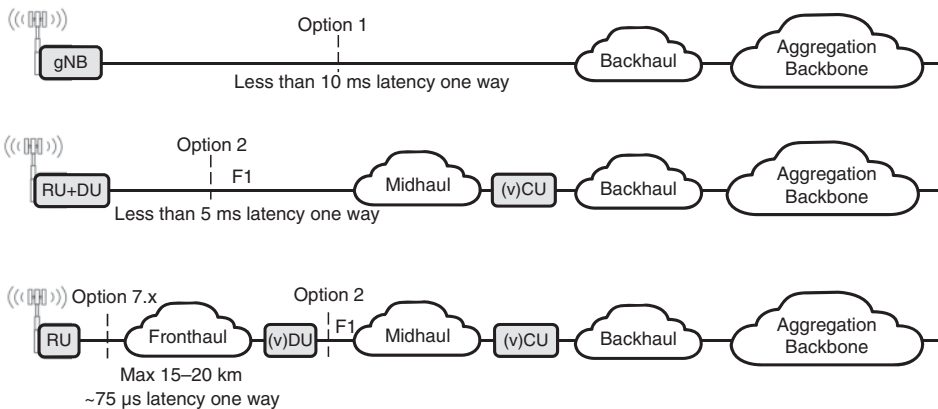 Option 1
gNB
Less than 10 ms latency one way
Backhaul
Aggregation
Backbone
Option 2
F1
RU+DU
Less than 5 ms latency one way
Midhaul
(v)CU
Backhaul
Aggregation
Backbone
Option 7.x
Option 2
RU
Fronthaul
(v)DU
F1
Midhaul
(v)CU
Backhaul
Aggregation
Backbone
Max 15–20 km
~75 μs latency one way